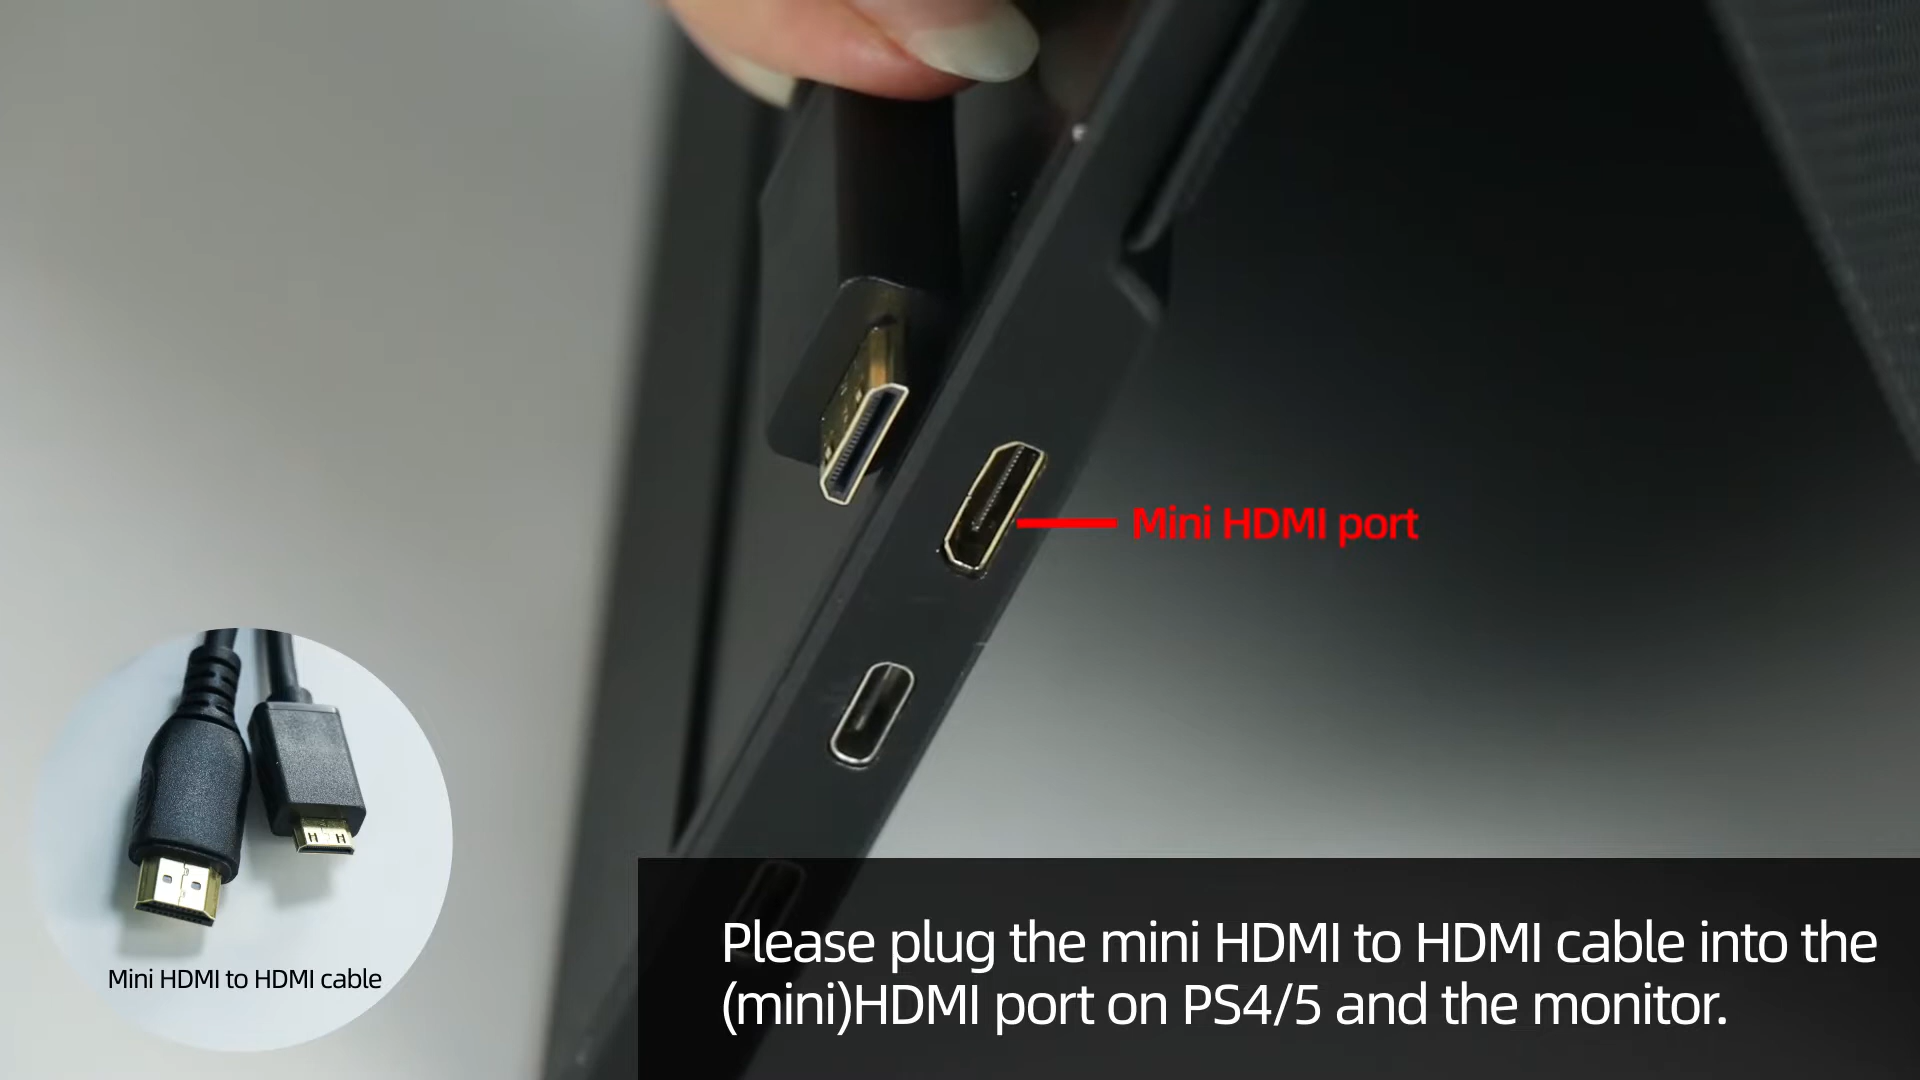 Mini HDMI port
Mini HDMI to HDMI cable
Please plug the mini HDMI to HDMI cable into the
(mini)HDMI port on PS4/5 and the monitor.